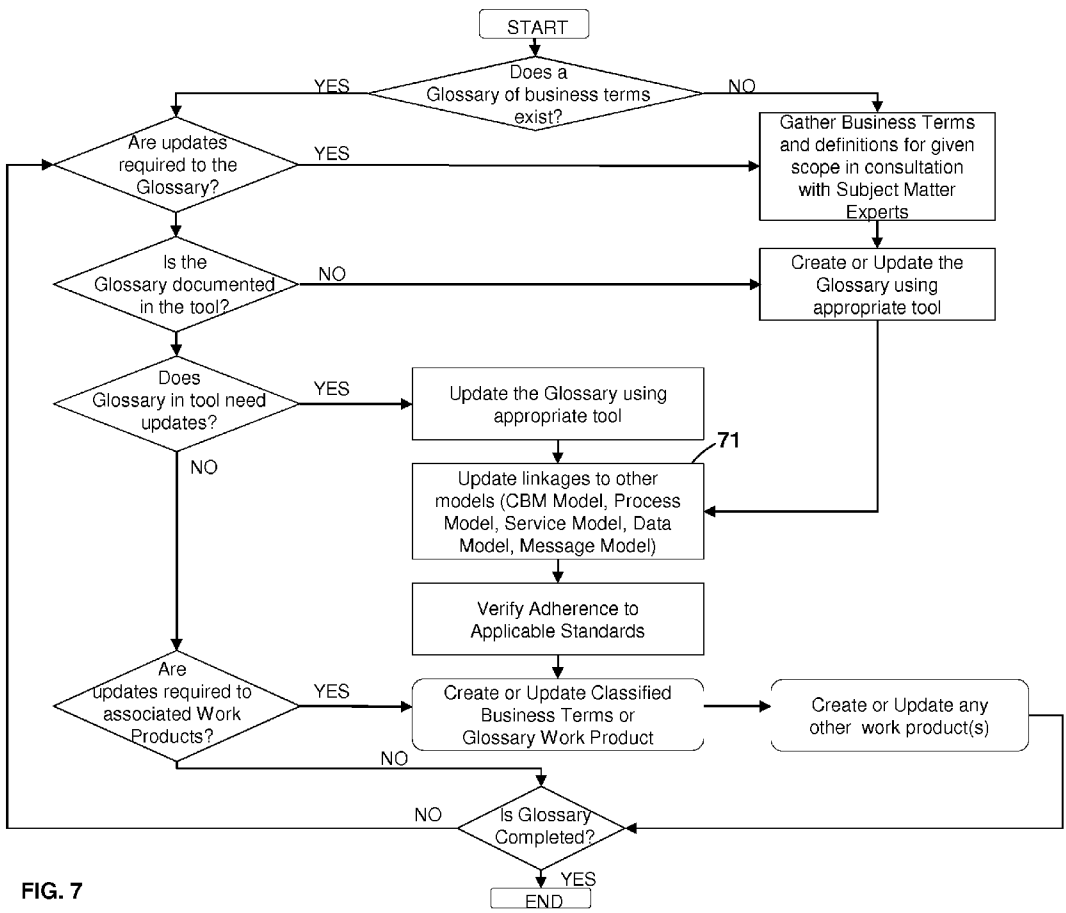 START
Does a
Glossary of business terms
exist?
YES
NO
Are updates
required to the
Glossary?
YES
Gather Business Terms
and definitions for given
scope in consultation
with Subject Matter
Experts
Is the
Glossary documented
in the tool?
NO
Create or Update the
Glossary using
appropriate tool
Does
Glossary in tool need
updates?
YES
Update the Glossary using
appropriate tool
NO
71
Update linkages to other
models (CBM Model, Process
Model, Service Model, Data
Model, Message Model)
Verify Adherence to
Applicable Standards
Are
updates required to
associated Work
Products?
YES
Create or Update Classified
Business Terms or
Glossary Work Product
Create or Update any
other work product(s)
NO
NO
Is Glossary
Completed?
YES
END
FIG. 7